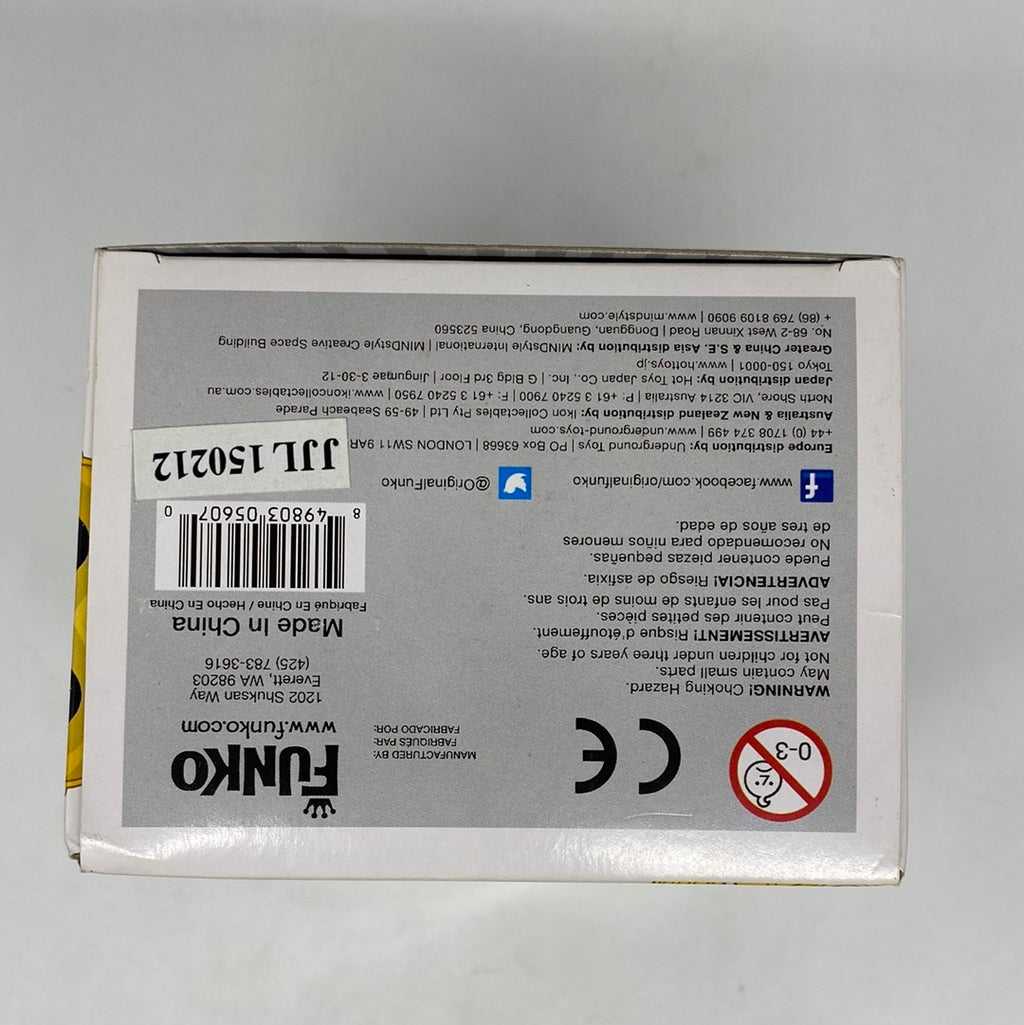 0-3
CE
MANUFACTURED BY:
FABRIQUÉS PAR:
FABRICADO POR:
FUNKO
www.funko.com
1202 Shuksan Way
Everett, WA 98203
(425) 783-3616
Made In China
Fabriqué En Chine / Hecho En China
8 49803 05607 0
JJL 150212
WARNING! Choking Hazard.
May contain small parts.
Not for children under three years of age.
AVERTISSEMENT! Risque d'étouffement.
Peut contenir des petites pièces.
Pas pour les enfants de moins de trois ans.
ADVERTENCIA! Riesgo de asfixia.
Puede contener piezas pequeñas.
No recomendado para niños menores
de tres años de edad.
www.facebook.com/originalfunko
@OriginalFunko
Europe distribution by: Underground Toys | PO Box 63668 | LONDON SW11 9AR
+44 (0) 1708 374 499 | www.underground-toys.com
Australia & New Zealand distribution by: Ikon Collectables Pty Ltd | 49-59 Seabeach Parade
North Shore, VIC 3214 Australia | P: +61 3 5240 7900 | F: +61 3 5240 7950 | www.ikoncollectables.com.au
Japan distribution by: Hot Toys Japan Co., Inc. | G Bldg 3rd Floor | Jingumae 3-30-12
Tokyo 150-0001 | www.hottoys.jp
Greater China & S.E. Asia distribution by: MINDstyle International | MINDstyle Creative Space Building
No. 68-2 West Xinnan Road | Dongguan, Guangdong, China 523560
+ (86) 769 8109 9090 | www.mindstyle.com